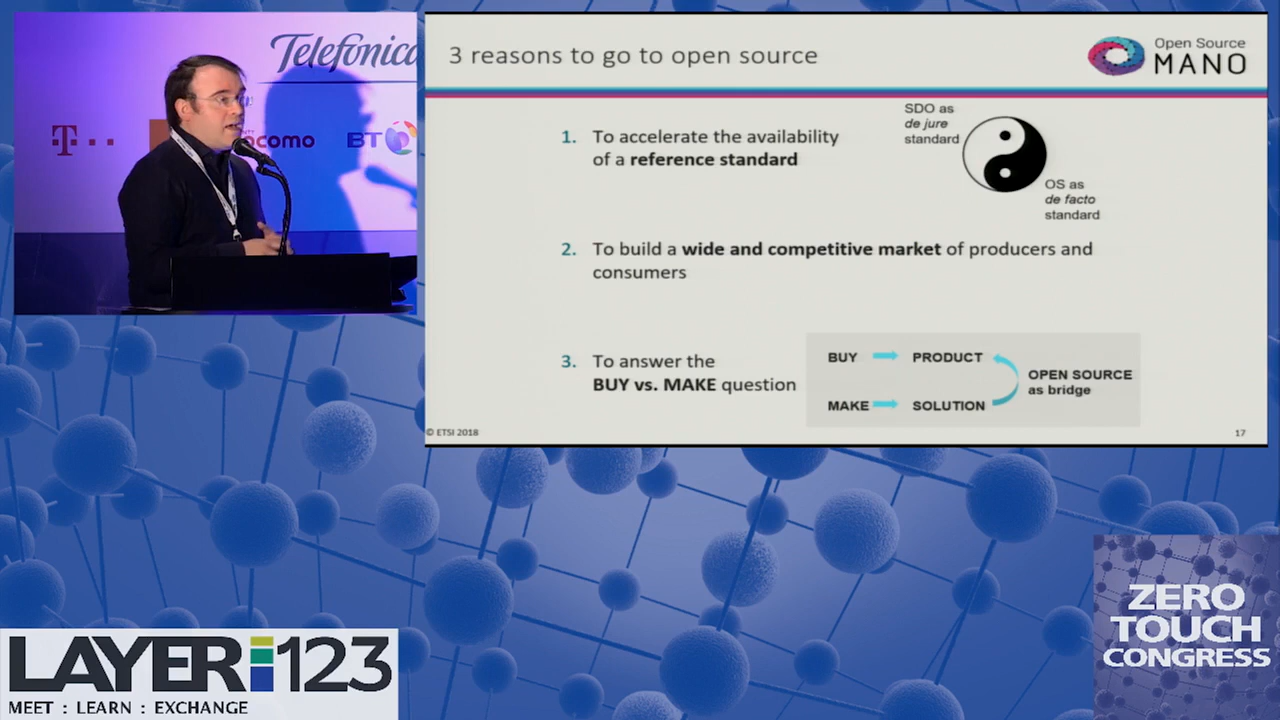 Telefónica
T
ocomo
BT
3 reasons to go to open source
Open Source
MANO
1. To accelerate the availability
of a reference standard
SDO as
de jure
standard
OS as
de facto
standard
2. To build a wide and competitive market of producers and
consumers
3. To answer the
BUY vs. MAKE question
BUY PRODUCT
MAKE SOLUTION
OPEN SOURCE
as bridge
© ETSI 2018
17
LAYER123
MEET : LEARN : EXCHANGE
ZERO
TOUCH
CONGRESS